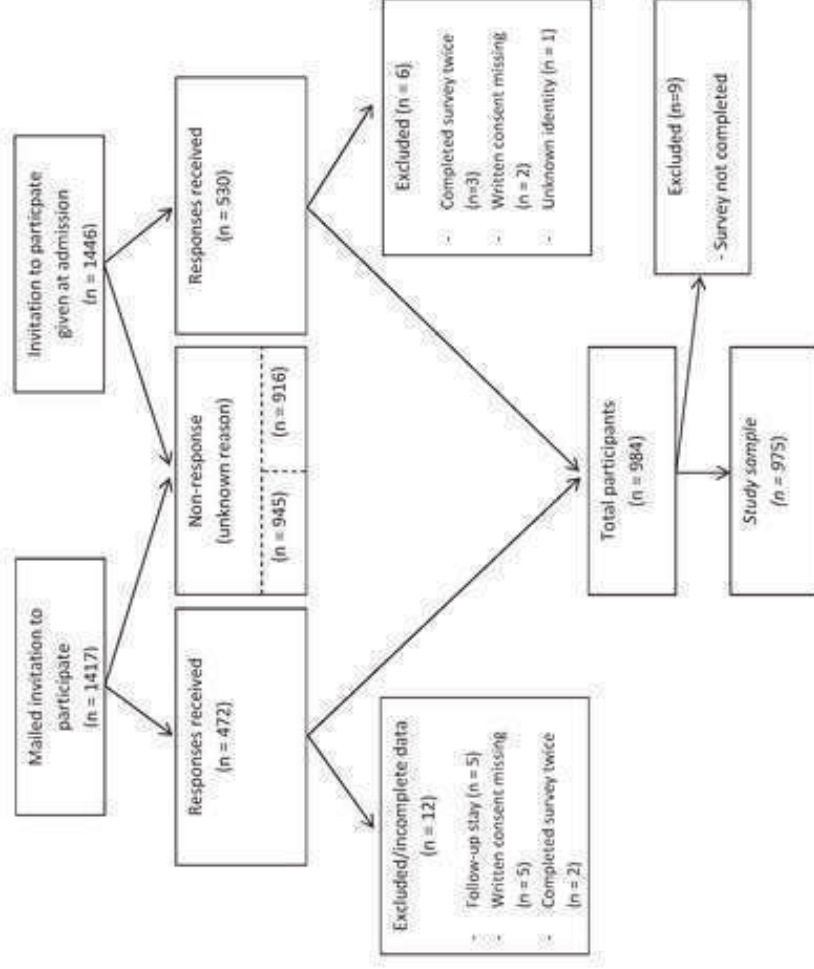 Mailed invitation to
participate
(n = 1417)
Invitation to particpate
given at admission
(n = 1446)
Responses received
(n = 472)
Non-response
(unknown reason)
(n = 945)
(n = 916)
Responses received
(n = 530)
Excluded/incomplete data
(n = 12)
- Follow-up stay (n = 5)
- Written consent missing
(n = 5)
- Completed survey twice
(n = 2)
Excluded (n = 6)
- Completed survey twice
(n=3)
- Written consent missing
(n = 2)
- Unknown identity (n = 1)
Total participants
(n = 984)
Excluded (n=9)
- Survey not completed
Study sample
(n = 975)